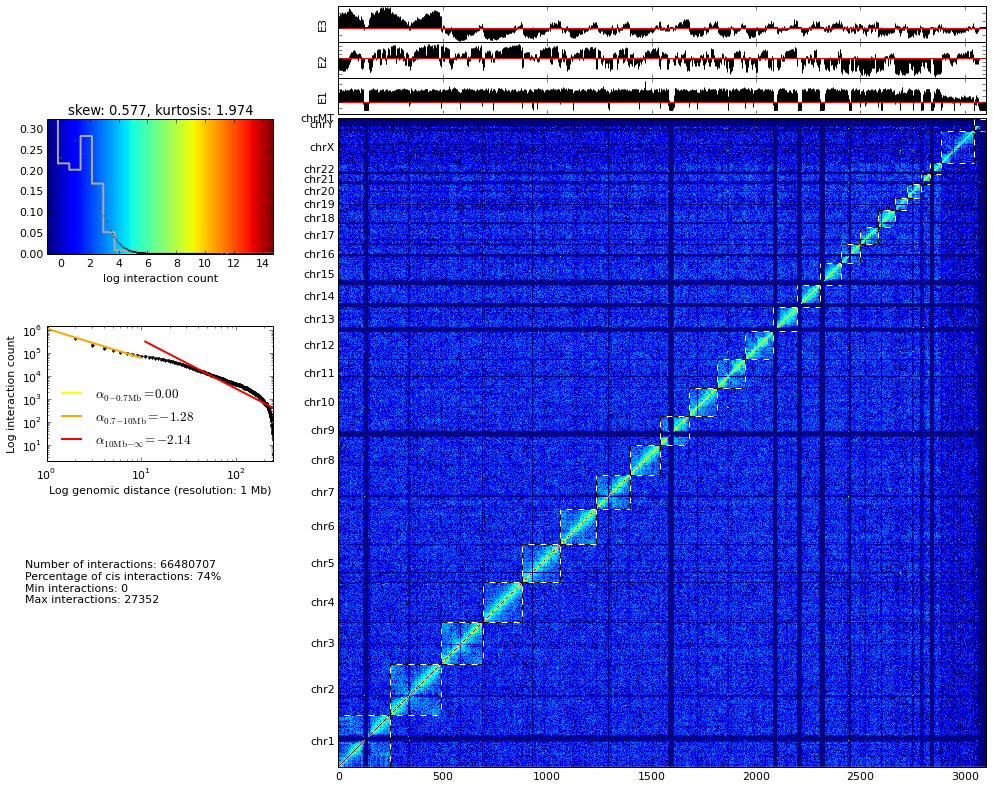 E3
E2
E1
skew: 0.577, kurtosis: 1.974
0.30
0.25
0.20
0.15
0.10
0.05
0.00
0 2 4 6 8 10 12 14
log interaction count
Log interaction count
10^6
10^5
10^4
10^3
10^2
10^1
α_{0−0.7Mb}=0.00
α_{0.7−10Mb}=−1.28
α_{10Mb−∞}=−2.14
10^0 10^1 10^2
Log genomic distance (resolution: 1 Mb)
Number of interactions: 66480707
Percentage of cis interactions: 74%
Min interactions: 0
Max interactions: 27352
chrMT
chrY
chrX
chr22
chr21
chr20
chr19
chr18
chr17
chr16
chr15
chr14
chr13
chr12
chr11
chr10
chr9
chr8
chr7
chr6
chr5
chr4
chr3
chr2
chr1
0 500 1000 1500 2000 2500 3000